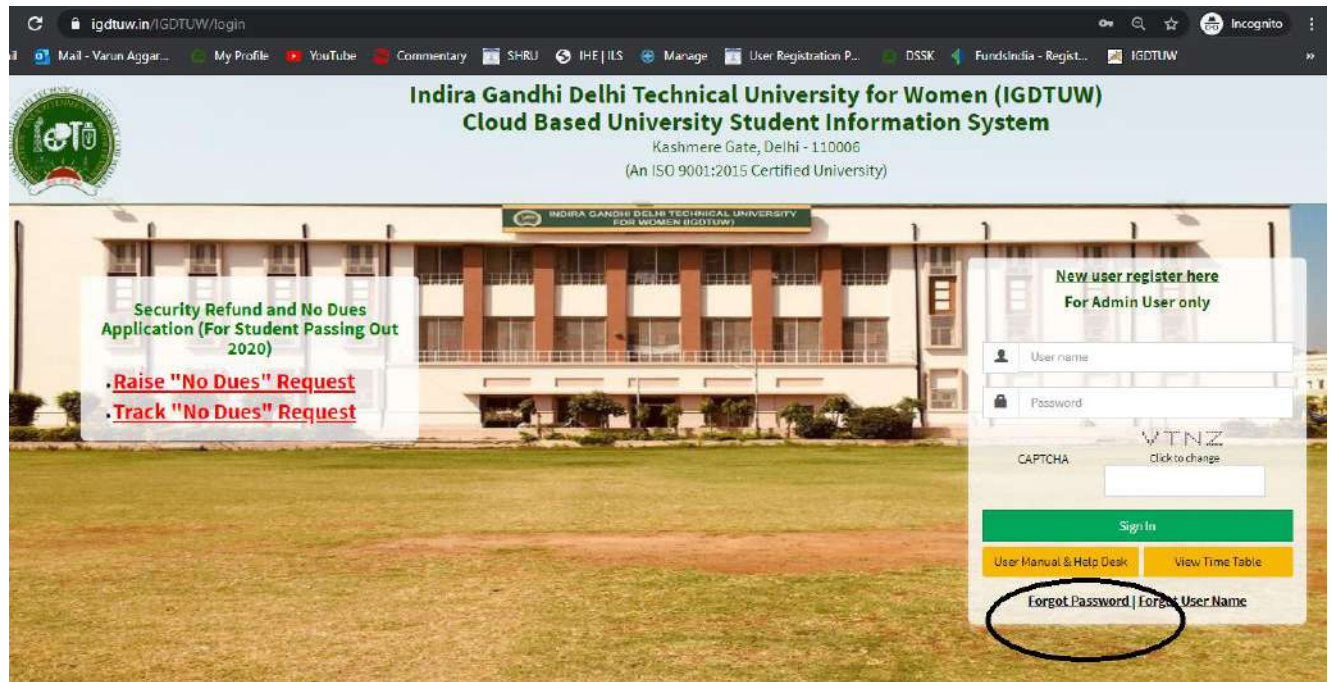 igdtuw.in/IGDTUW/login
Incognito
il Mail - Varun Aggar... My Profile YouTube Commentary SHRU IHE | ILS Manage User Registration P... DSSK FundsIndia - Regist... IGDTUW »
Indira Gandhi Delhi Technical University for Women (IGDTUW)
Cloud Based University Student Information System
Kashmere Gate, Delhi - 110006
(An ISO 9001:2015 Certified University)
INDIRA GANDHI DELHI TECHNICAL UNIVERSITY
FOR WOMEN (IGDTUW)
Security Refund and No Dues
Application (For Student Passing Out
2020)
Raise "No Dues" Request
Track "No Dues" Request
New user register here
For Admin User only
User name
Password
VTNZ
CAPTCHA
Click to change
Sign In
User Manual & Help Desk
View Time Table
Forgot Password | Forgot User Name